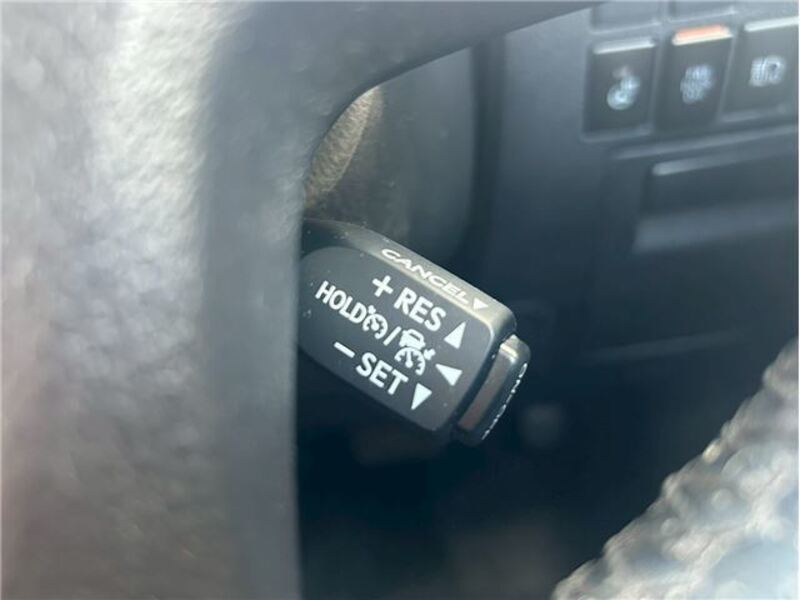 CANCEL
+ RES
HOLD /
− SET